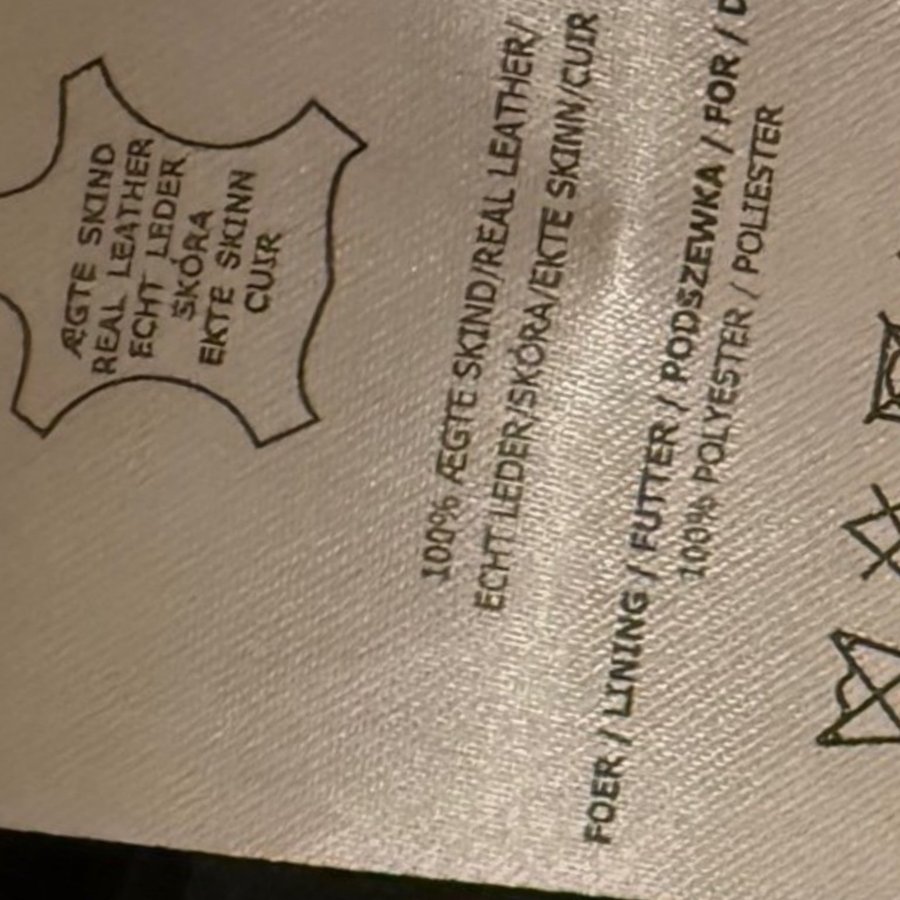 ÆGTE SKIND
REAL LEATHER
ECHT LEDER
SKÓRA
EKTE SKINN
CUIR
100% ÆGTE SKIND/REAL LEATHER/
ECHT LEDER/SKÓRA/EKTE SKINN/CUIR
FOER / LINING / FUTTER / PODSZEWKA / FOR /
100% POLYESTER / POLIESTER